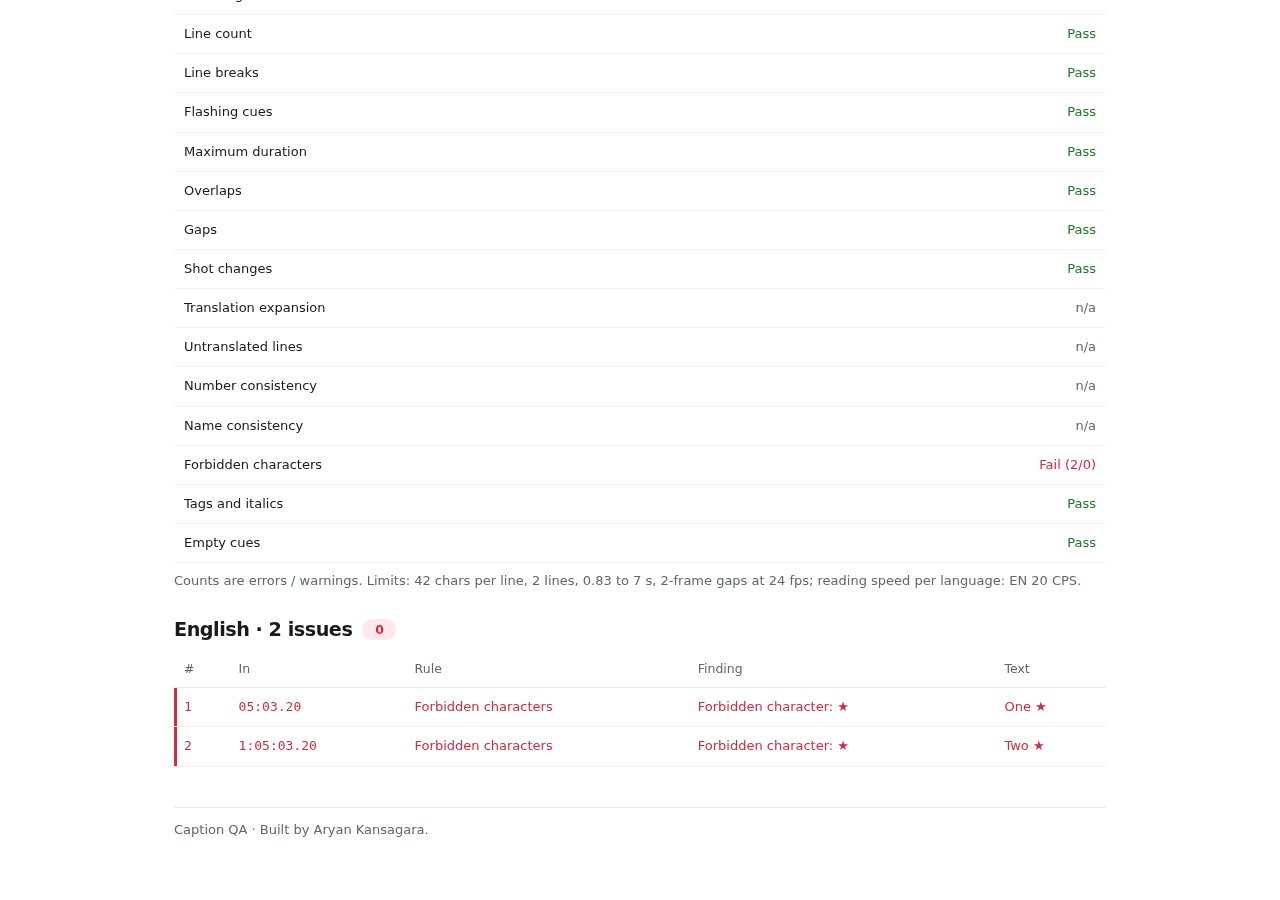 Line count Pass
Line breaks Pass
Flashing cues Pass
Maximum duration Pass
Overlaps Pass
Gaps Pass
Shot changes Pass
Translation expansion n/a
Untranslated lines n/a
Number consistency n/a
Name consistency n/a
Forbidden characters Fail (2/0)
Tags and italics Pass
Empty cues Pass
Counts are errors / warnings. Limits: 42 chars per line, 2 lines, 0.83 to 7 s, 2-frame gaps at 24 fps; reading speed per language: EN 20 CPS.
English · 2 issues 0
# In Rule Finding Text
1 05:03.20 Forbidden characters Forbidden character: ★ One ★
2 1:05:03.20 Forbidden characters Forbidden character: ★ Two ★
Caption QA · Built by Aryan Kansagara.